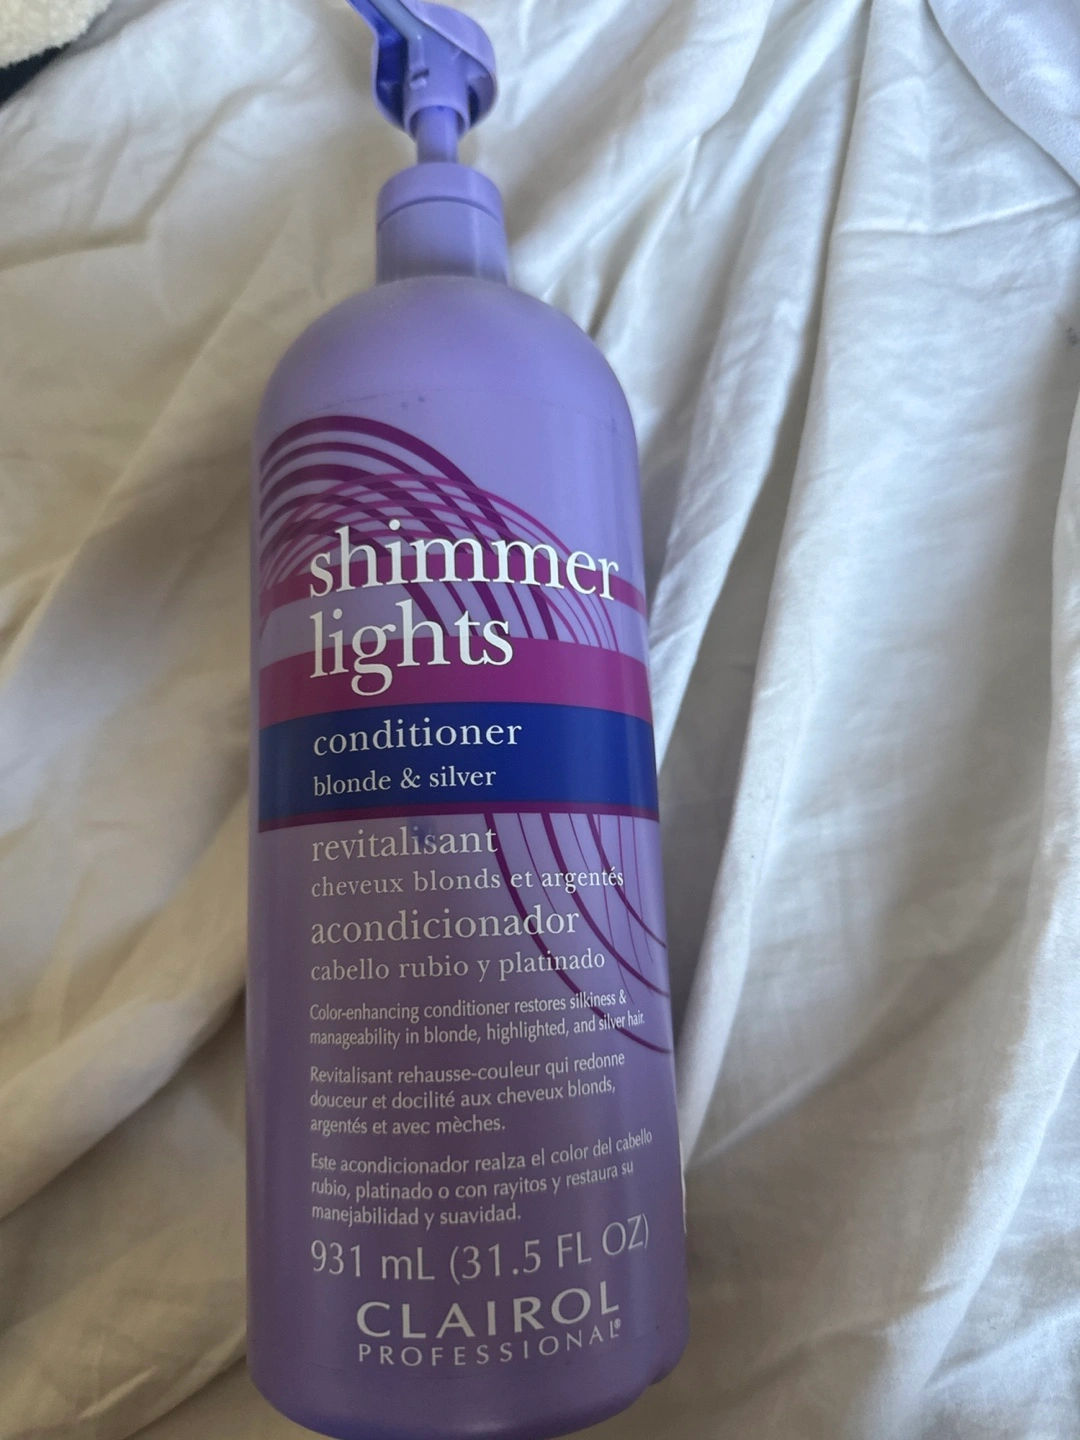 shimmer
lights
conditioner
blonde & silver
revitalisant
cheveux blonds et argentés
acondicionador
cabello rubio y platinado
Color-enhancing conditioner restores silkiness &
manageability in blonde, highlighted, and silver hair.
Revitalisant rehausse-couleur qui redonne
douceur et docilité aux cheveux blonds,
argentés et avec mèches.
Este acondicionador realza el color del cabello
rubio, platinado o con rayitos y restaura su
manejabilidad y suavidad.
931 mL (31.5 FL OZ)
CLAIROL
PROFESSIONAL®